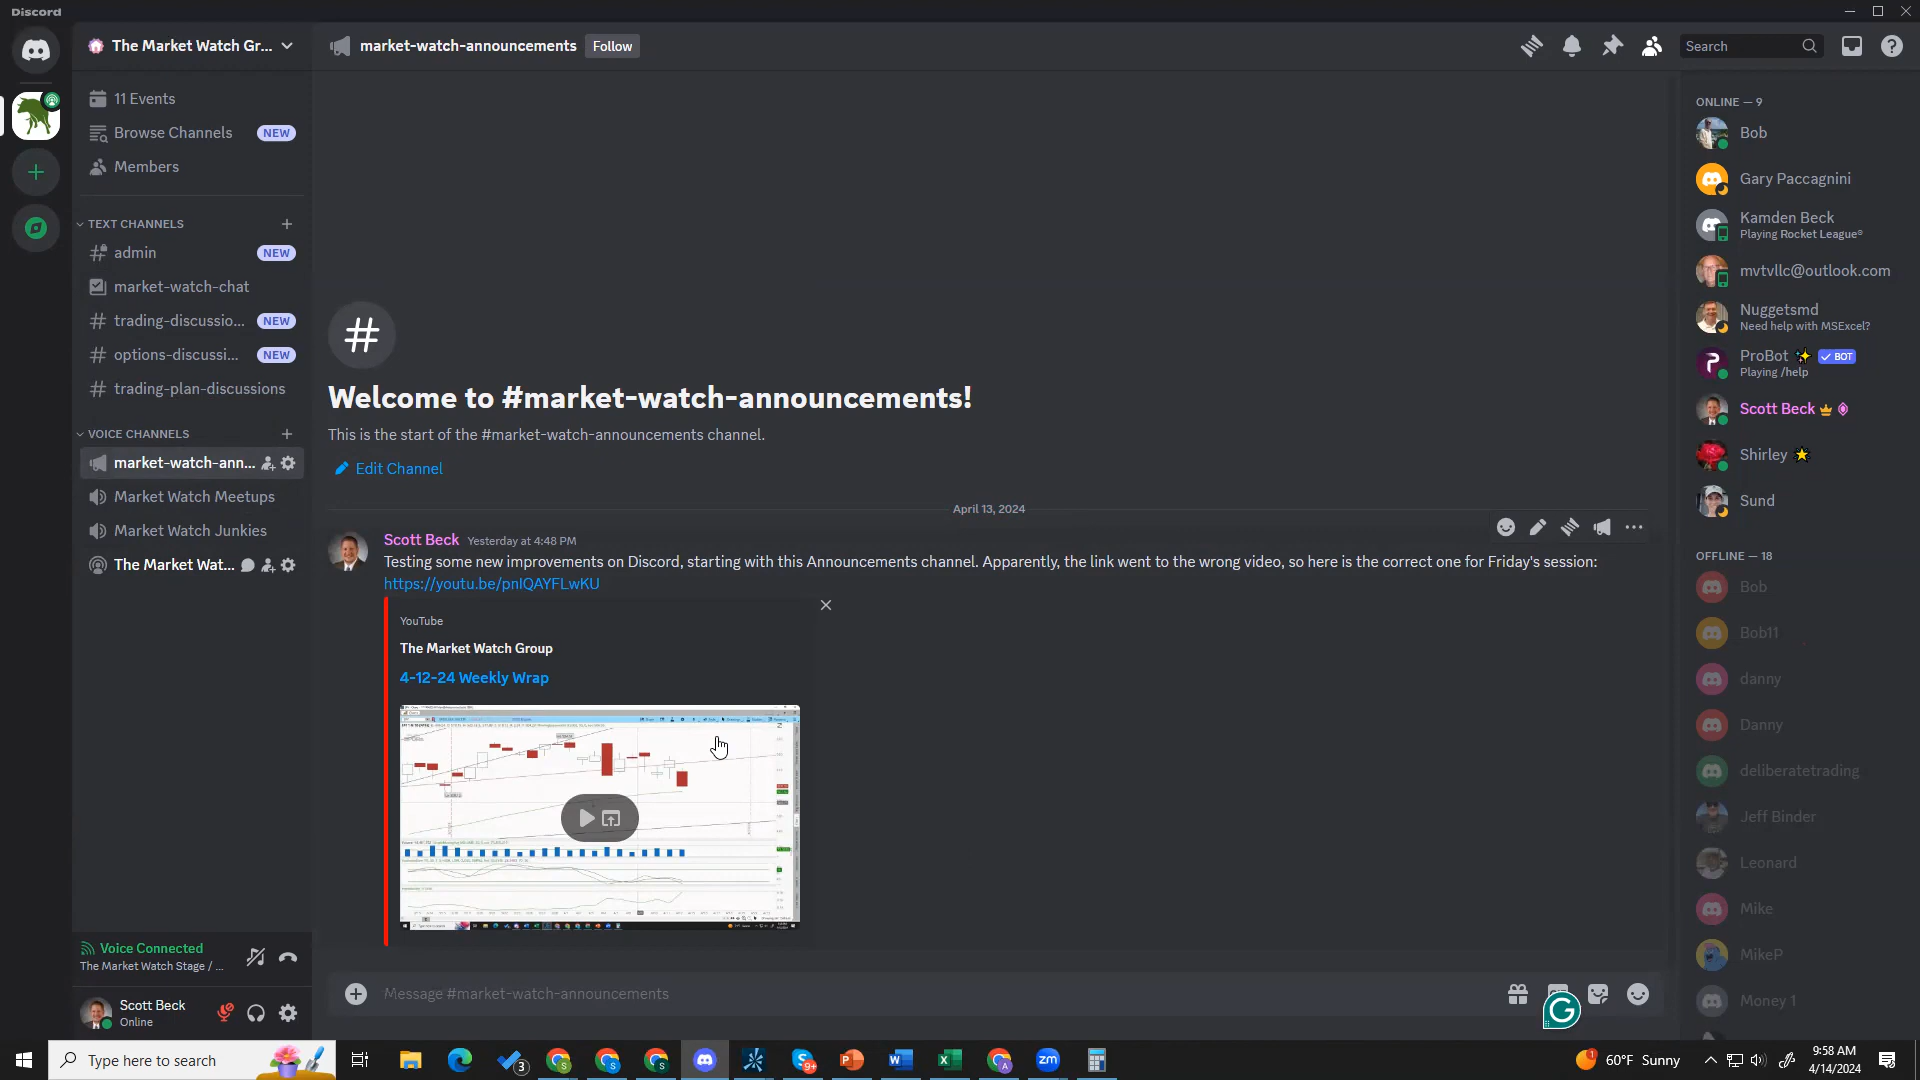 Discord
The Market Watch Gr...
market-watch-announcements
Follow
Search
11 Events
Browse Channels
NEW
Members
TEXT CHANNELS
admin
NEW
market-watch-chat
trading-discussio...
NEW
options-discussi...
NEW
trading-plan-discussions
VOICE CHANNELS
market-watch-ann...
Market Watch Meetups
Market Watch Junkies
The Market Wat...
Voice Connected
The Market Watch Stage / ...
Scott Beck
Online
Welcome to #market-watch-announcements!
This is the start of the #market-watch-announcements channel.
Edit Channel
April 13, 2024
Scott Beck Yesterday at 4:48 PM
Testing some new improvements on Discord, starting with this Announcements channel. Apparently, the link went to the wrong video, so here is the correct one for Friday's session:
https://youtu.be/pnIQAYFLwKU
YouTube
The Market Watch Group
4-12-24 Weekly Wrap
Message #market-watch-announcements
ONLINE — 9
Bob
Gary Paccagnini
Kamden Beck
Playing Rocket League®
mvtvllc@outlook.com
Nuggetsmd
Need help with MSExcel?
ProBot
BOT
Playing /help
Scott Beck
Shirley
Sund
OFFLINE — 18
Bob
Bob11
danny
Danny
deliberatetrading
Jeff Binder
Leonard
Mike
MikeP
Money 1
Type here to search
3
9+
zm
60°F Sunny
9:58 AM
4/14/2024